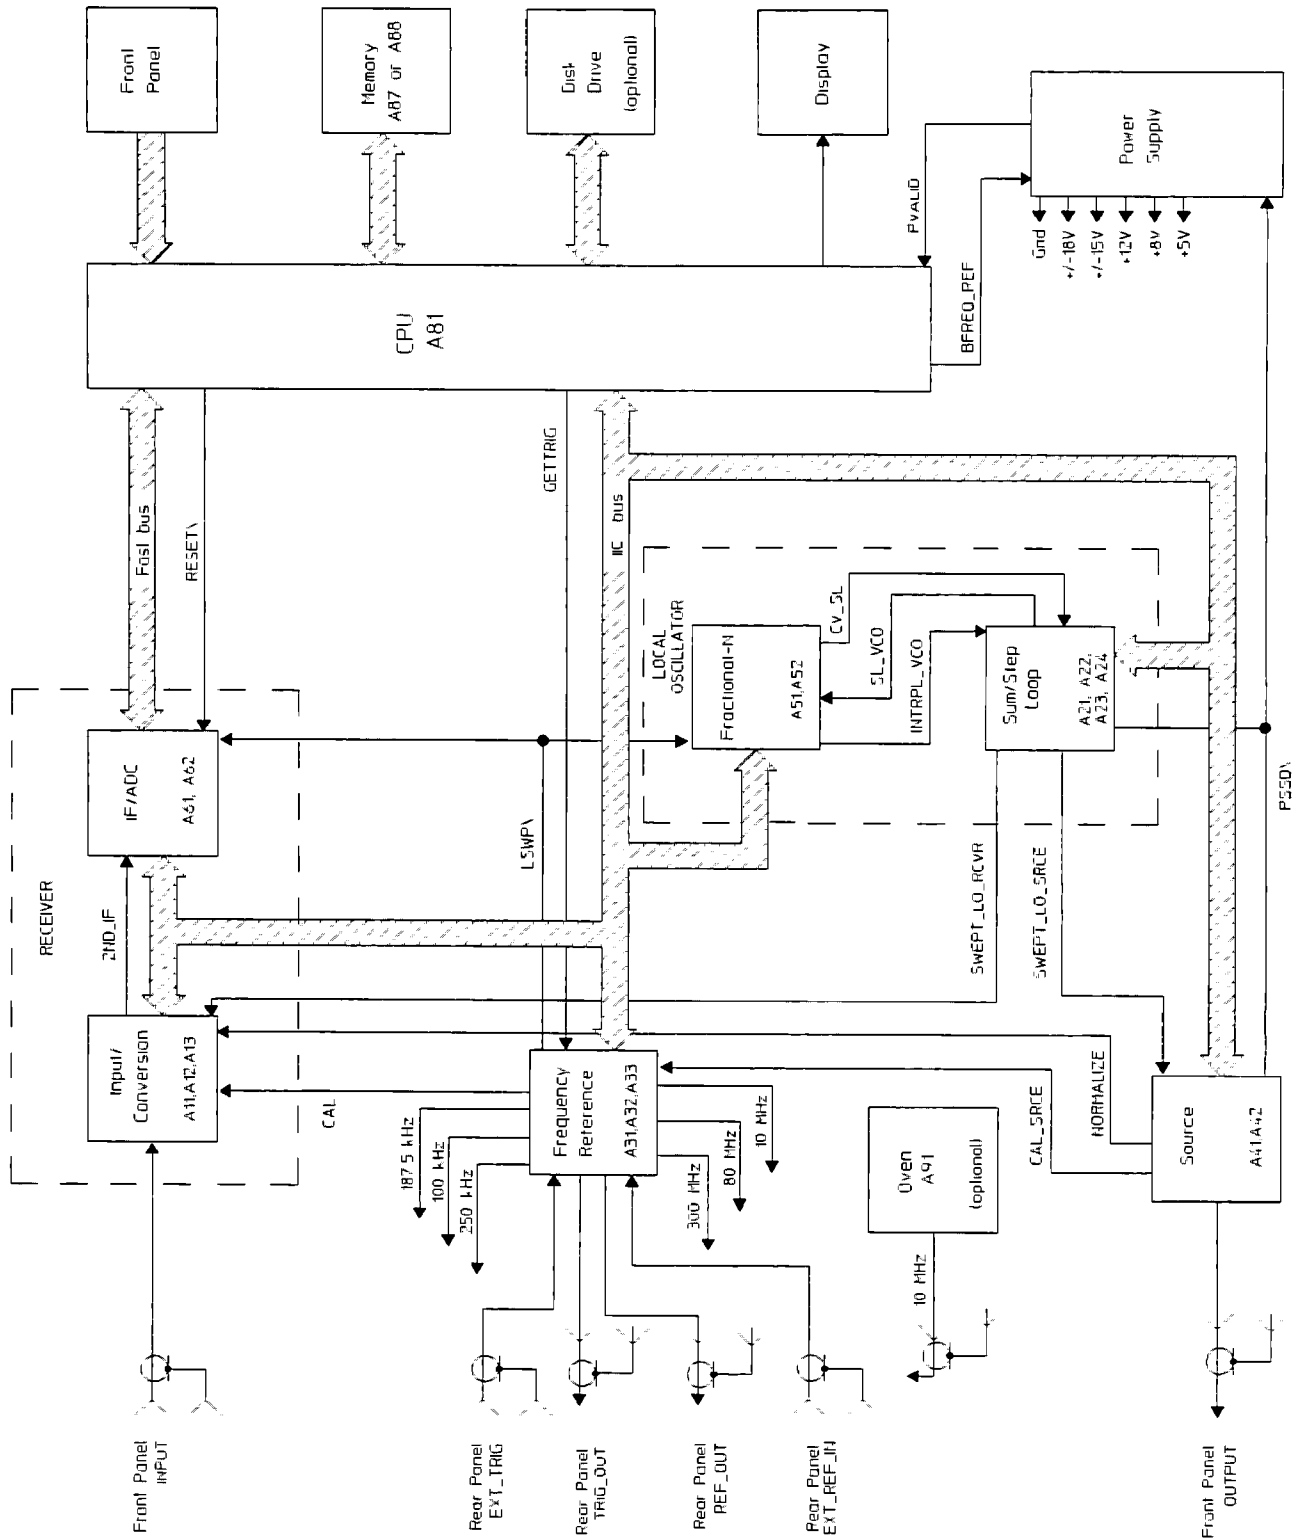 Front
Panel
Memory
A87 or A88
Disk
Drive
(optional)
Display
Power
Supply
PVALID
BFREQ_REF
Gnd
+/-18V
+/-15V
+12V
+8V
+5V
CPU
A81
Fast bus
RESET\
GETTRIG
IIC bus
RECEIVER
IF/ADC
A61, A62
2ND_IF
Input/
Conversion
A11,A12,A13
CAL
LSWP\
LOCAL
OSCILLATOR
Fractional-N
A51,A52
CV_SL
SL_VCO
INTRPL_VCO
Sum/Step
Loop
A21, A22,
A23, A24
SWEPT_LO_RCVR
SWEPT_LO_SRCE
PSSD\
Frequency
Reference
A31,A32,A33
187.5 kHz
100 kHz
250 kHz
300 MHz
80 MHz
10 MHz
Oven
A91
(optional)
10 MHz
CAL_SRCE
NORMALIZE
Source
A41,A42
Front Panel
INPUT
Rear Panel
EXT_TRIG
Rear Panel
TRIG_OUT
Rear Panel
REF_OUT
Rear Panel
EXT_REF_IN
Front Panel
OUTPUT